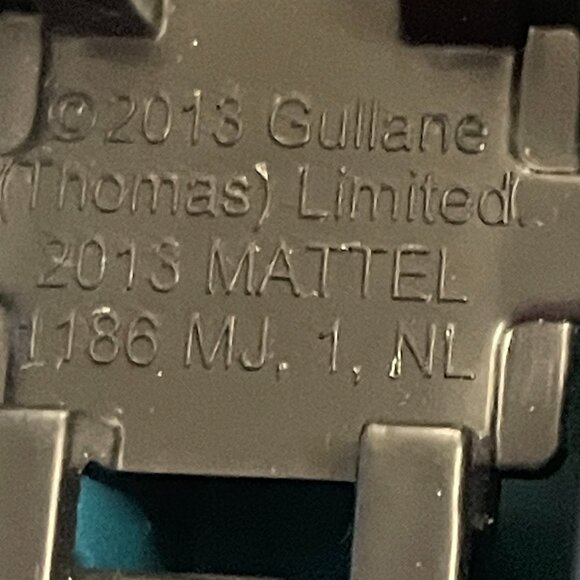 ©2013 Gullane
(Thomas) Limited.
2013 MATTEL
1186 MJ, 1, NL